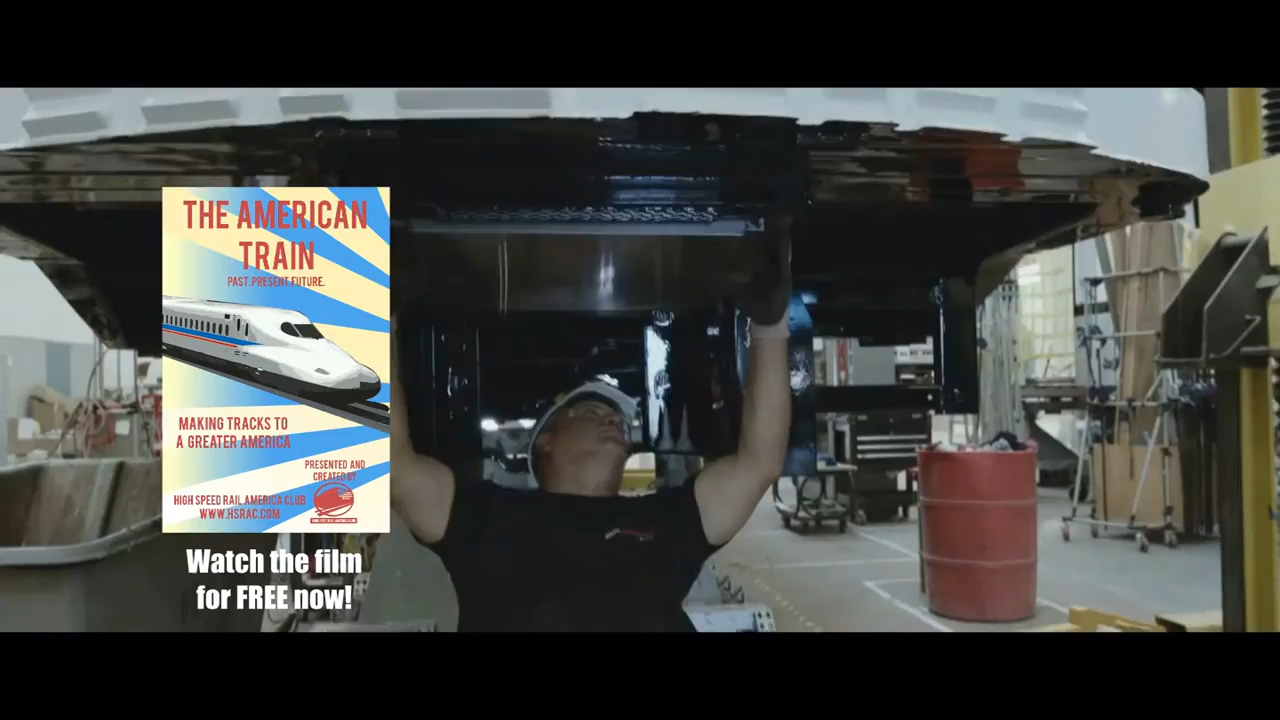 THE AMERICAN
TRAIN
PAST.PRESENT.FUTURE.
MAKING TRACKS TO
A GREATER AMERICA
PRESENTED AND
CREATED BY
HIGH SPEED RAIL AMERICA CLUB
WWW.HSRAC.COM
Watch the film
for FREE now!